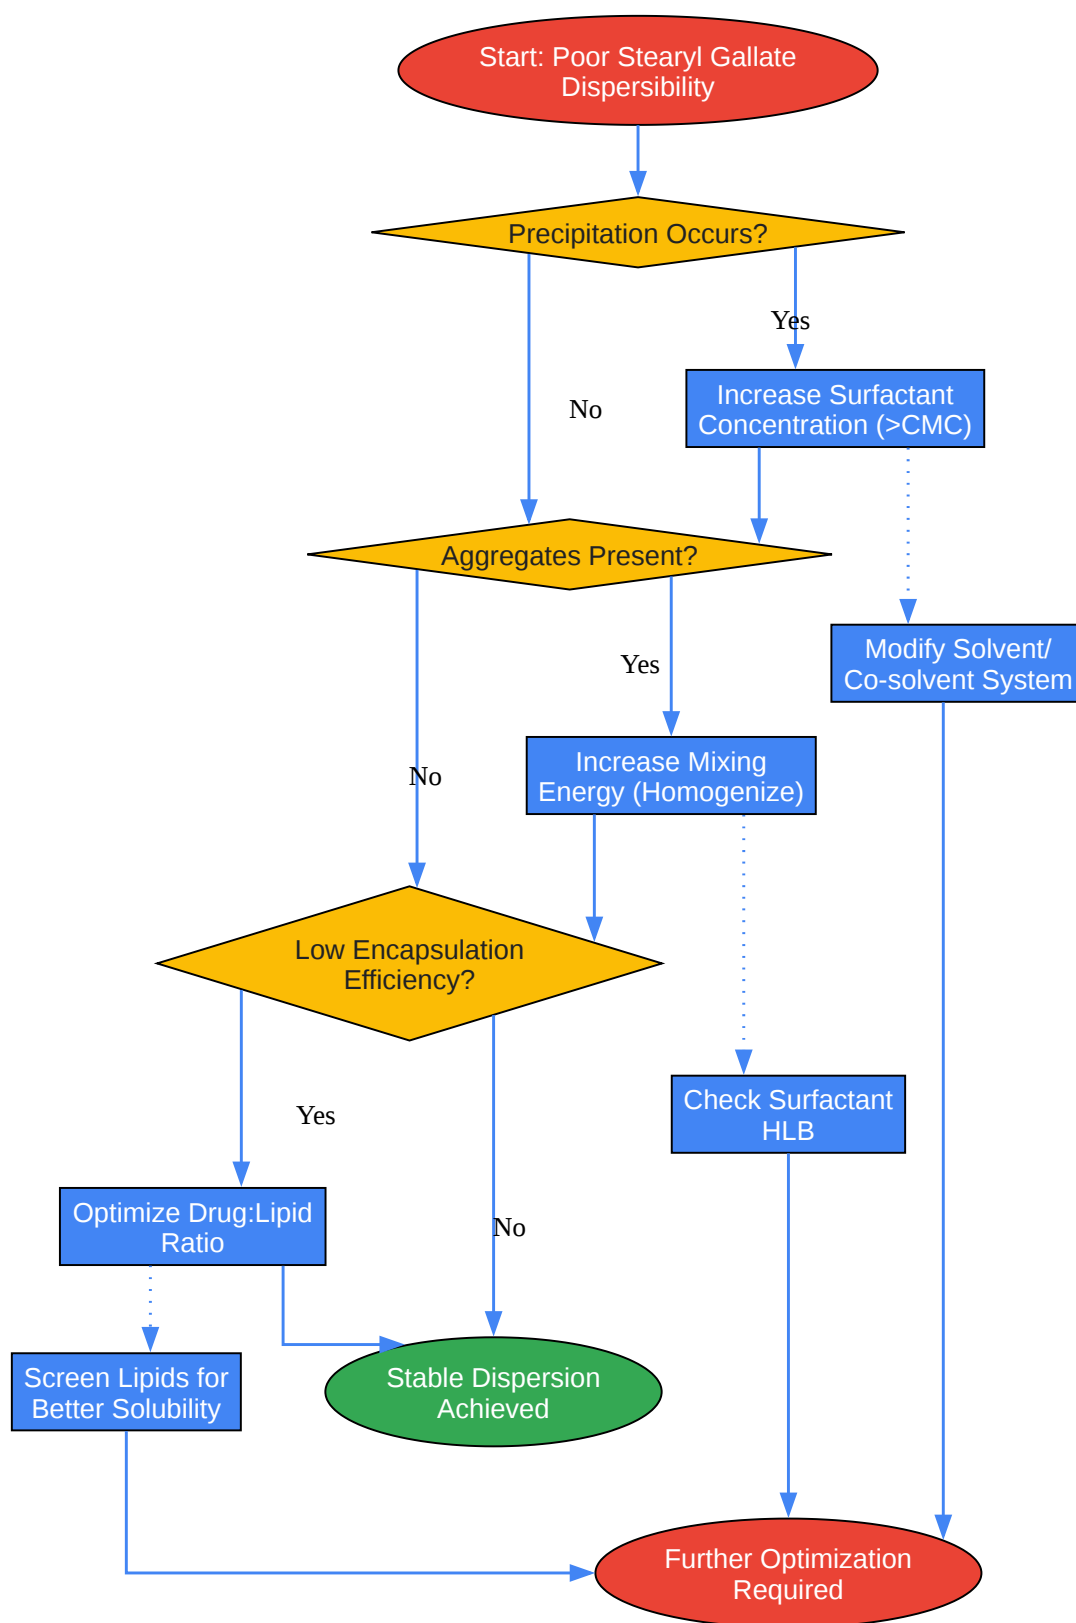 Start: Poor Stearyl Gallate
Dispersibility
Precipitation Occurs?
Yes
Increase Surfactant
Concentration (>CMC)
No
Aggregates Present?
Modify Solvent/
Co-solvent System
Yes
Increase Mixing
Energy (Homogenize)
No
Low Encapsulation
Efficiency?
Check Surfactant
HLB
Yes
Optimize Drug:Lipid
Ratio
No
Screen Lipids for
Better Solubility
Stable Dispersion
Achieved
Further Optimization
Required